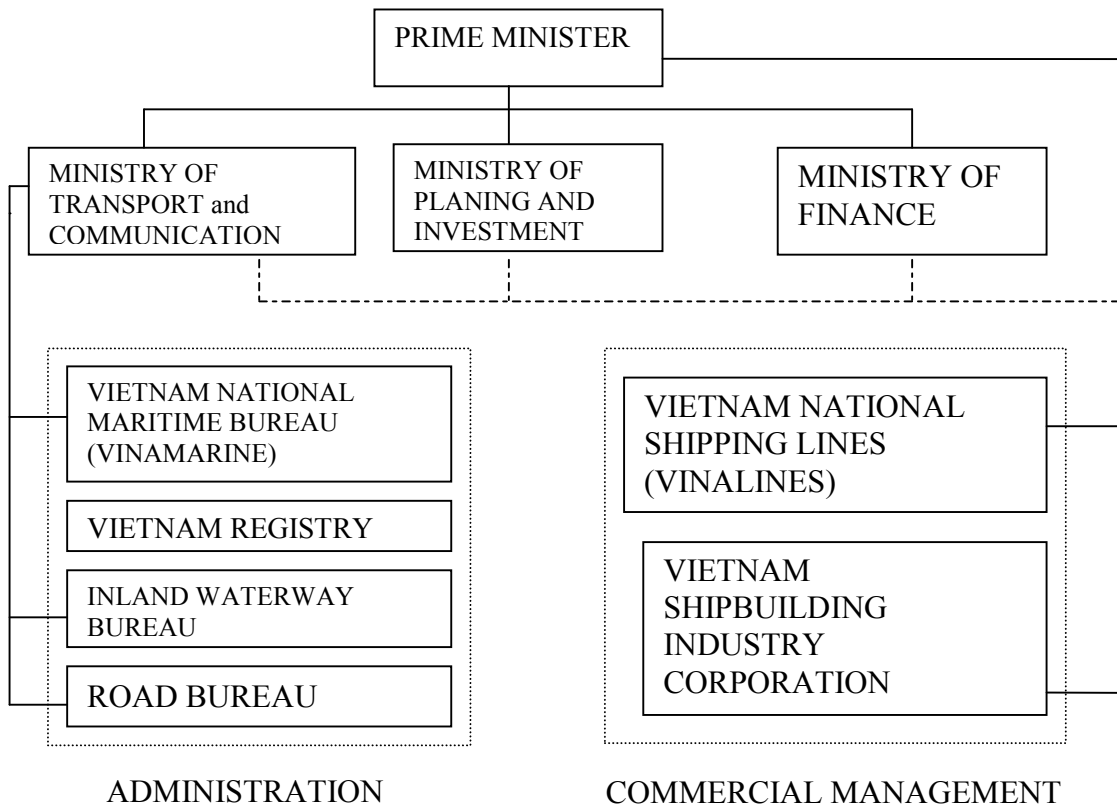 PRIME MINISTER
MINISTRY OF
TRANSPORT and
COMMUNICATION
MINISTRY OF
PLANING AND
INVESTMENT
MINISTRY OF
FINANCE
VIETNAM NATIONAL
MARITIME BUREAU
(VINAMARINE)
VIETNAM REGISTRY
INLAND WATERWAY
BUREAU
ROAD BUREAU
VIETNAM NATIONAL
SHIPPING LINES
(VINALINES)
VIETNAM
SHIPBUILDING
INDUSTRY
CORPORATION
ADMINISTRATION
COMMERCIAL MANAGEMENT